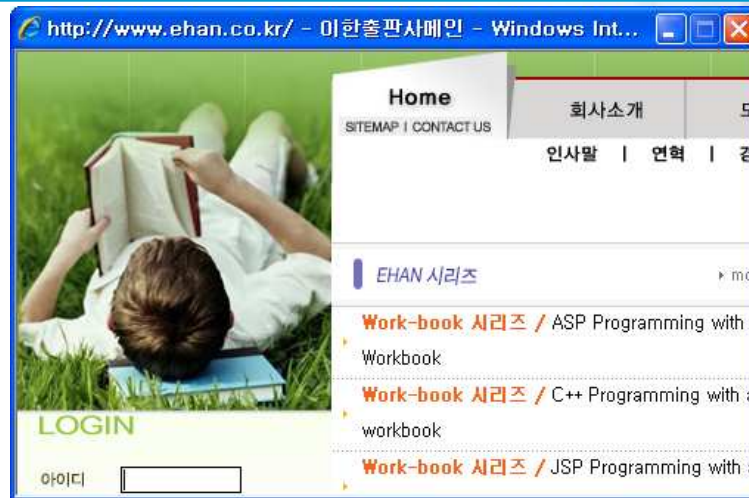 http://www.ehan.co.kr/ - 이한출판사메인 - Windows Int...
Home
SITEMAP I CONTACT US
회사소개
인사말 | 연혁 |
EHAN 시리즈
Work-book 시리즈 / ASP Programming with
Workbook
Work-book 시리즈 / C++ Programming with a
workbook
Work-book 시리즈 / JSP Programming with
LOGIN
아이디